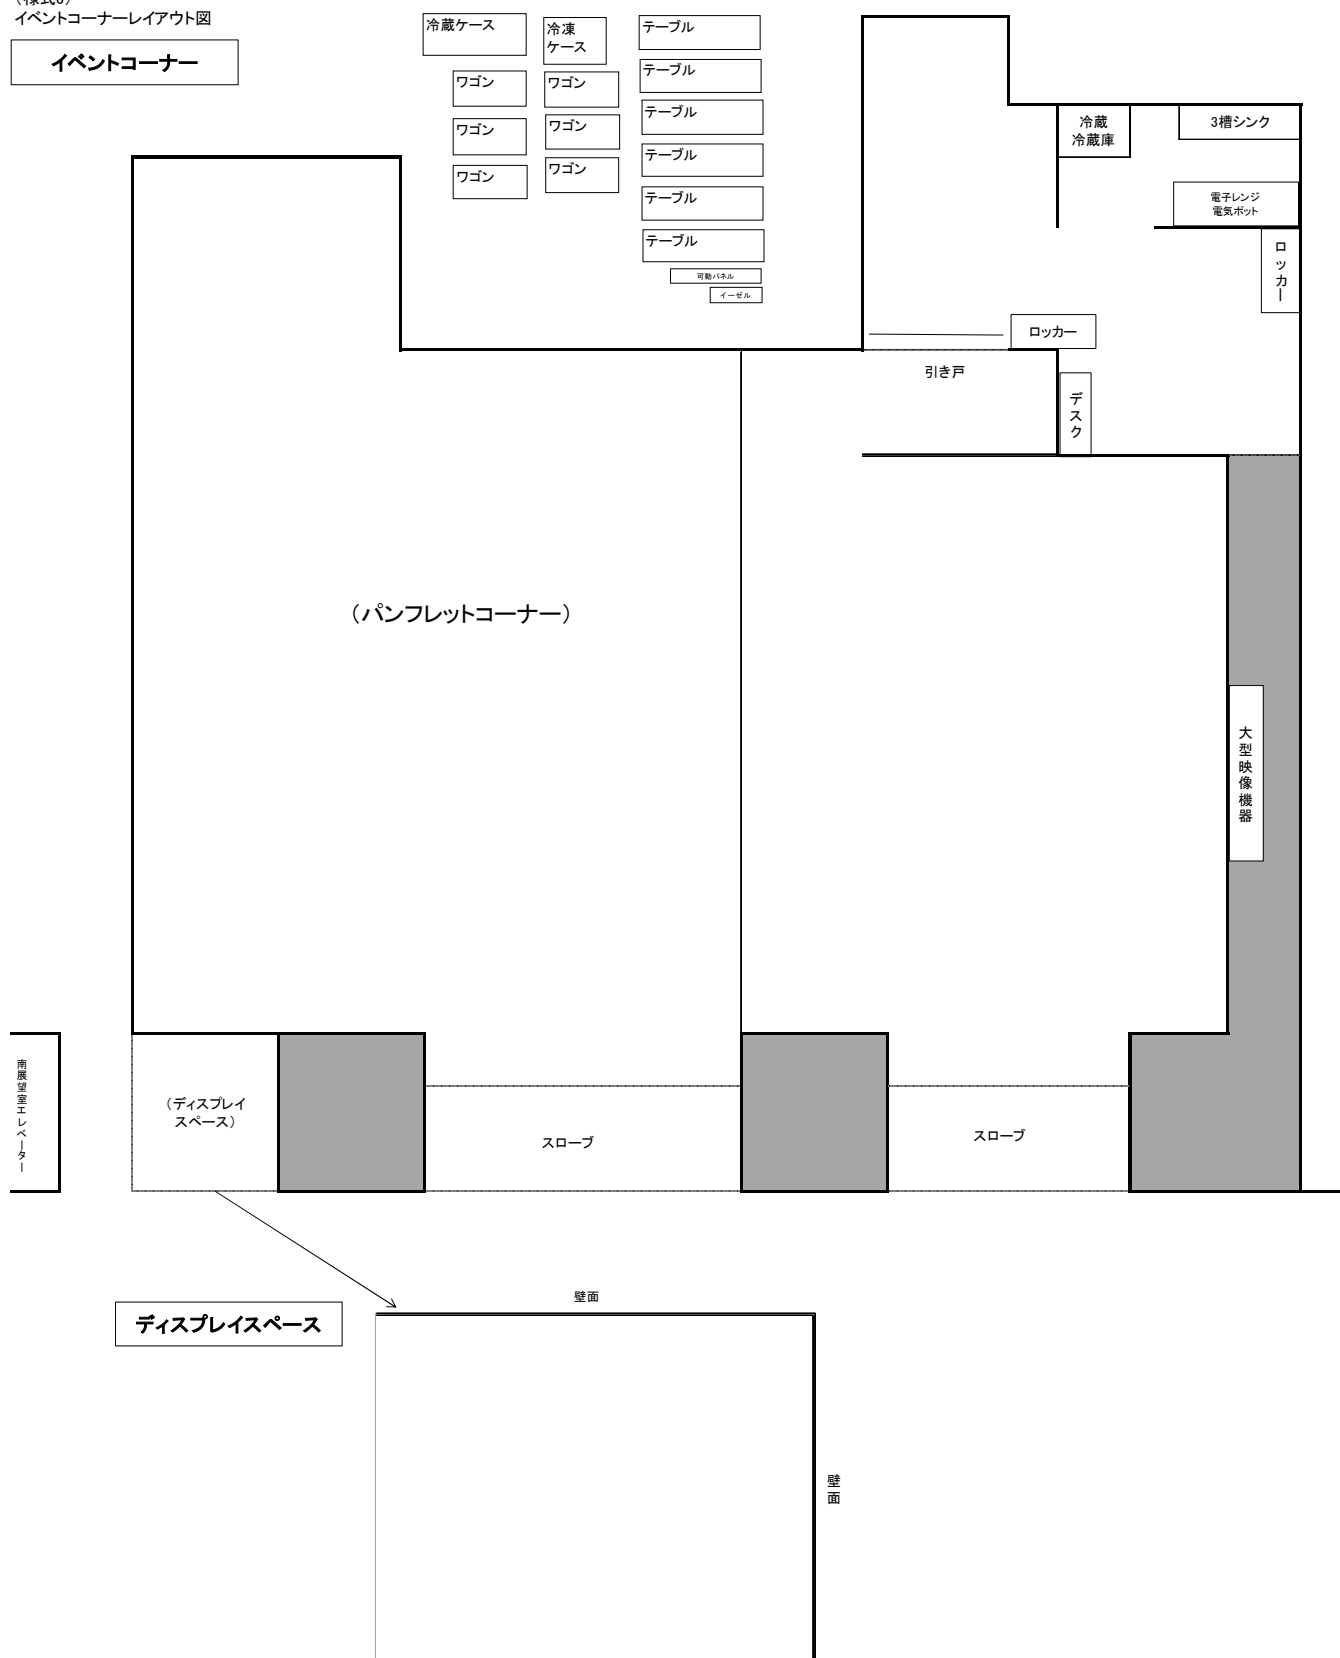 イベントコーナーレイアウト図
イベントコーナー
冷蔵ケース
冷凍
ケース
テーブル
ワゴン
ワゴン
テーブル
ワゴン
ワゴン
テーブル
ワゴン
ワゴン
テーブル
テーブル
テーブル
可動パネル
イーゼル
冷蔵
冷蔵庫
3槽シンク
電子レンジ
電気ポット
ロッカー
ロッカー
引き戸
デスク
（パンフレットコーナー）
大型映像機器
南展望室エレベーター
（ディスプレイ
スペース）
スロープ
スロープ
ディスプレイスペース
壁面
壁面